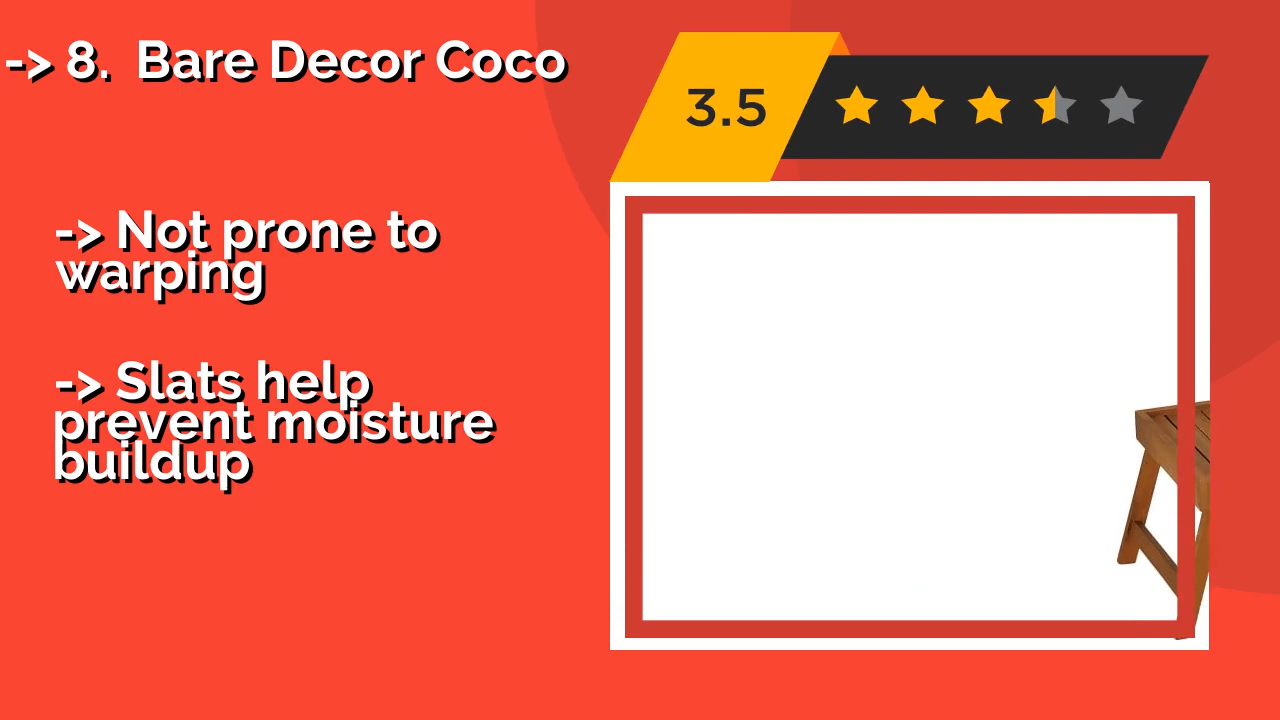 -> 8.  Bare Decor Coco
3.5
-> Not prone to
warping
-> Slats help
prevent moisture
buildup